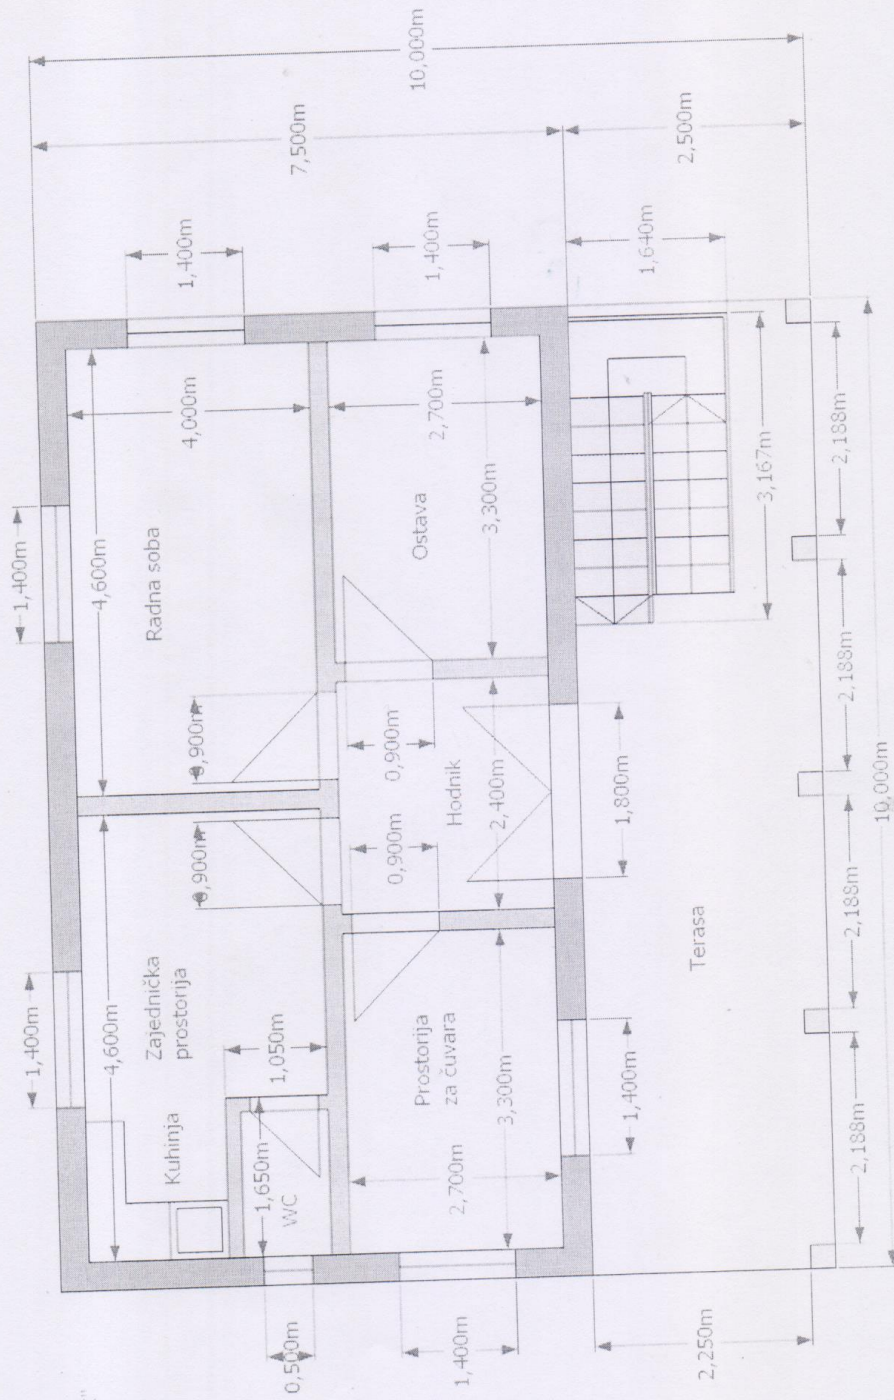 1,400m
1,400m
4,600m
4,600m
Kuhinja
Zajednička
prostorija
Radna soba
4,000m
1,400m
0,900m
0,900m
1,050m
1,650m
WC
0,500m
10,000m
7,500m
Prostorija
za čuvara
2,700m
3,300m
1,400m
0,900m
0,900m
Hodnik
2,400m
Ostava
2,700m
3,300m
1,400m
1,400m
1,800m
1,640m
2,500m
3,167m
Terasa
2,250m
2,188m
2,188m
2,188m
2,188m
10,000m